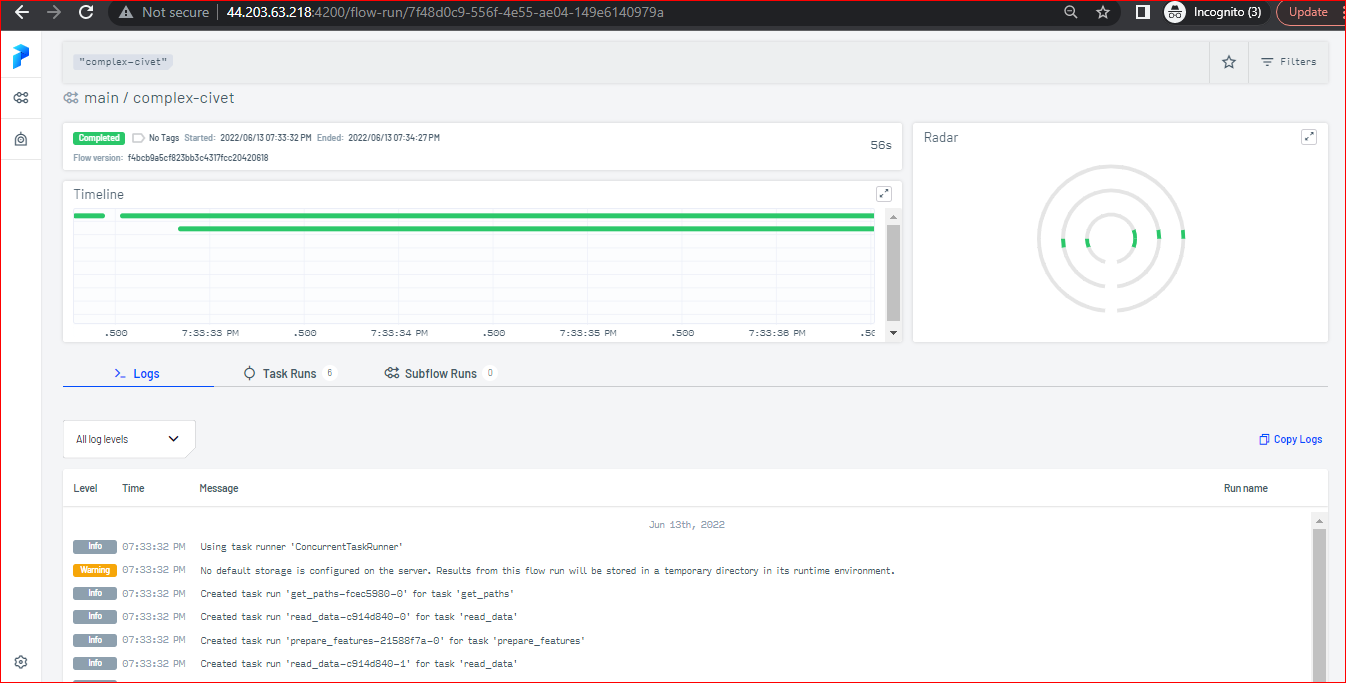 Not secure | 44.203.63.218:4200/flow-run/7f48d0c9-556f-4e55-ae04-149e6140979a Incognito (3) Update
"complex-civet" Filters
main / complex-civet
Completed No Tags Started: 2022/06/13 07:33:32 PM Ended: 2022/06/13 07:34:27 PM
56s
Flow version: f4bcb9a5cf823bb3c4317fcc20420618
Radar
Timeline
.500 7:33:33 PM .500 7:33:34 PM .500 7:33:35 PM .500 7:33:36 PM .50
>_ Logs Task Runs 6 Subflow Runs 0
All log levels Copy Logs
Level Time Message Run name
Jun 13th, 2022
Info 07:33:32 PM Using task runner 'ConcurrentTaskRunner'
Warning 07:33:32 PM No default storage is configured on the server. Results from this flow run will be stored in a temporary directory in its runtime environment.
Info 07:33:32 PM Created task run 'get_paths-fcec5980-0' for task 'get_paths'
Info 07:33:32 PM Created task run 'read_data-c914d840-0' for task 'read_data'
Info 07:33:32 PM Created task run 'prepare_features-21588f7a-0' for task 'prepare_features'
Info 07:33:32 PM Created task run 'read_data-c914d840-1' for task 'read_data'